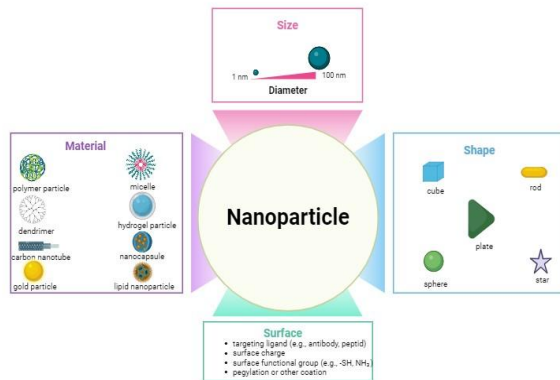 Size
1 nm
100 nm
Diameter
Material
polymer particle
micelle
dendrimer
hydrogel particle
carbon nanotube
nanocapsule
gold particle
lipid nanoparticle
Nanoparticle
Shape
cube
rod
plate
sphere
star
Surface
targeting ligand (e.g., antibody, peptid)
surface charge
surface functional group (e.g., -SH, NH₂)
pegylation or other coation